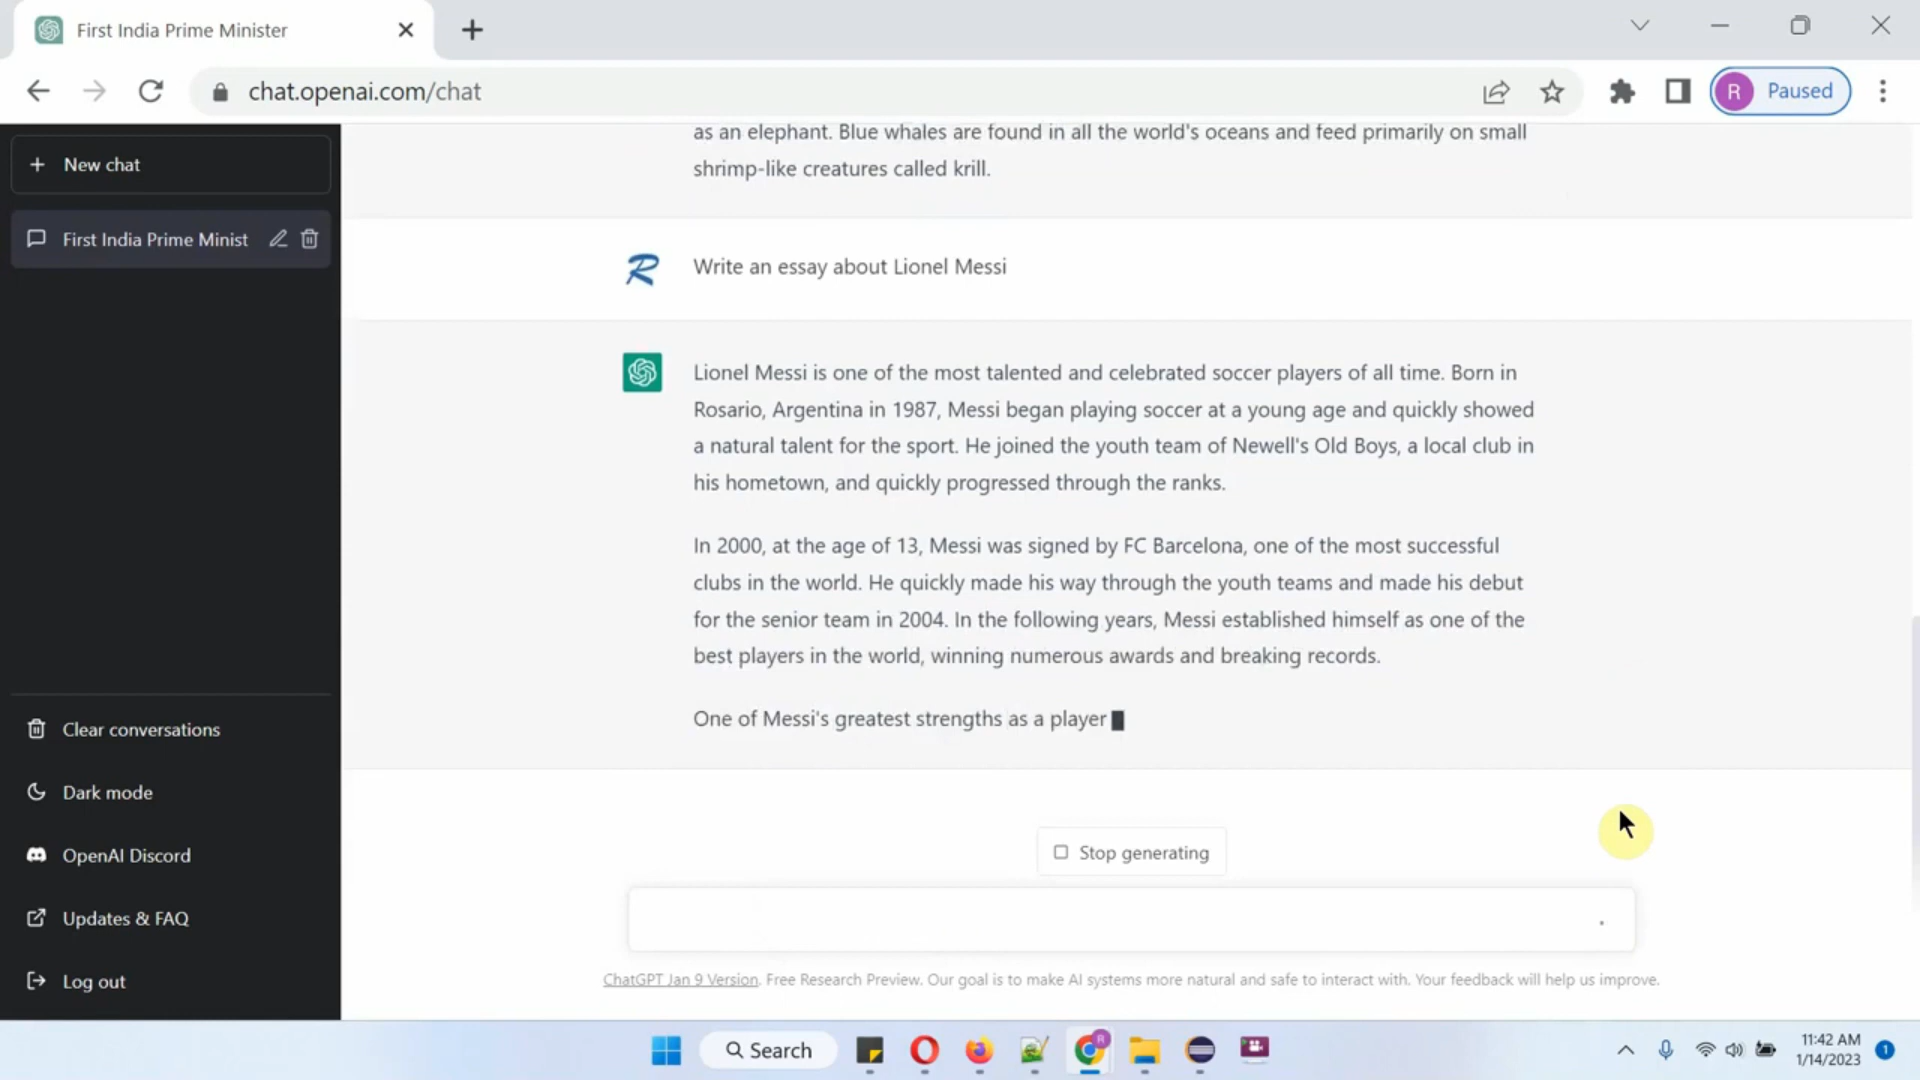 First India Prime Minister
chat.openai.com/chat
R Paused
New chat
First India Prime Minist
Clear conversations
Dark mode
OpenAI Discord
Updates & FAQ
Log out
as an elephant. Blue whales are found in all the world's oceans and feed primarily on small
shrimp-like creatures called krill.
R Write an essay about Lionel Messi
Lionel Messi is one of the most talented and celebrated soccer players of all time. Born in
Rosario, Argentina in 1987, Messi began playing soccer at a young age and quickly showed
a natural talent for the sport. He joined the youth team of Newell's Old Boys, a local club in
his hometown, and quickly progressed through the ranks.
In 2000, at the age of 13, Messi was signed by FC Barcelona, one of the most successful
clubs in the world. He quickly made his way through the youth teams and made his debut
for the senior team in 2004. In the following years, Messi established himself as one of the
best players in the world, winning numerous awards and breaking records.
One of Messi's greatest strengths as a player
Stop generating
ChatGPT Jan 9 Version. Free Research Preview. Our goal is to make AI systems more natural and safe to interact with. Your feedback will help us improve.
Search
R
11:42 AM
1/14/2023
1